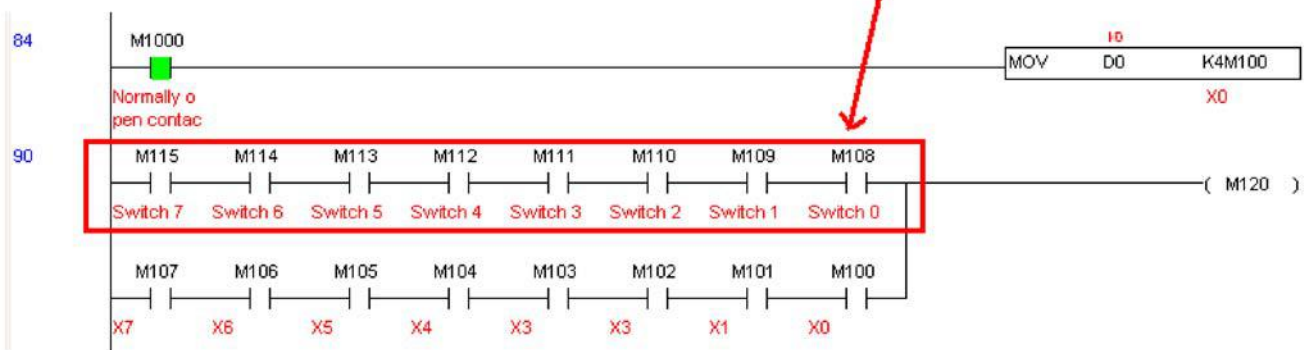 84 M1000 I/0
MOV D0 K4M100
Normally o X0
pen contac
90 M115 M114 M113 M112 M111 M110 M109 M108
( M120 )
Switch 7 Switch 6 Switch 5 Switch 4 Switch 3 Switch 2 Switch 1 Switch 0
M107 M106 M105 M104 M103 M102 M101 M100
X7 X6 X5 X4 X3 X3 X1 X0